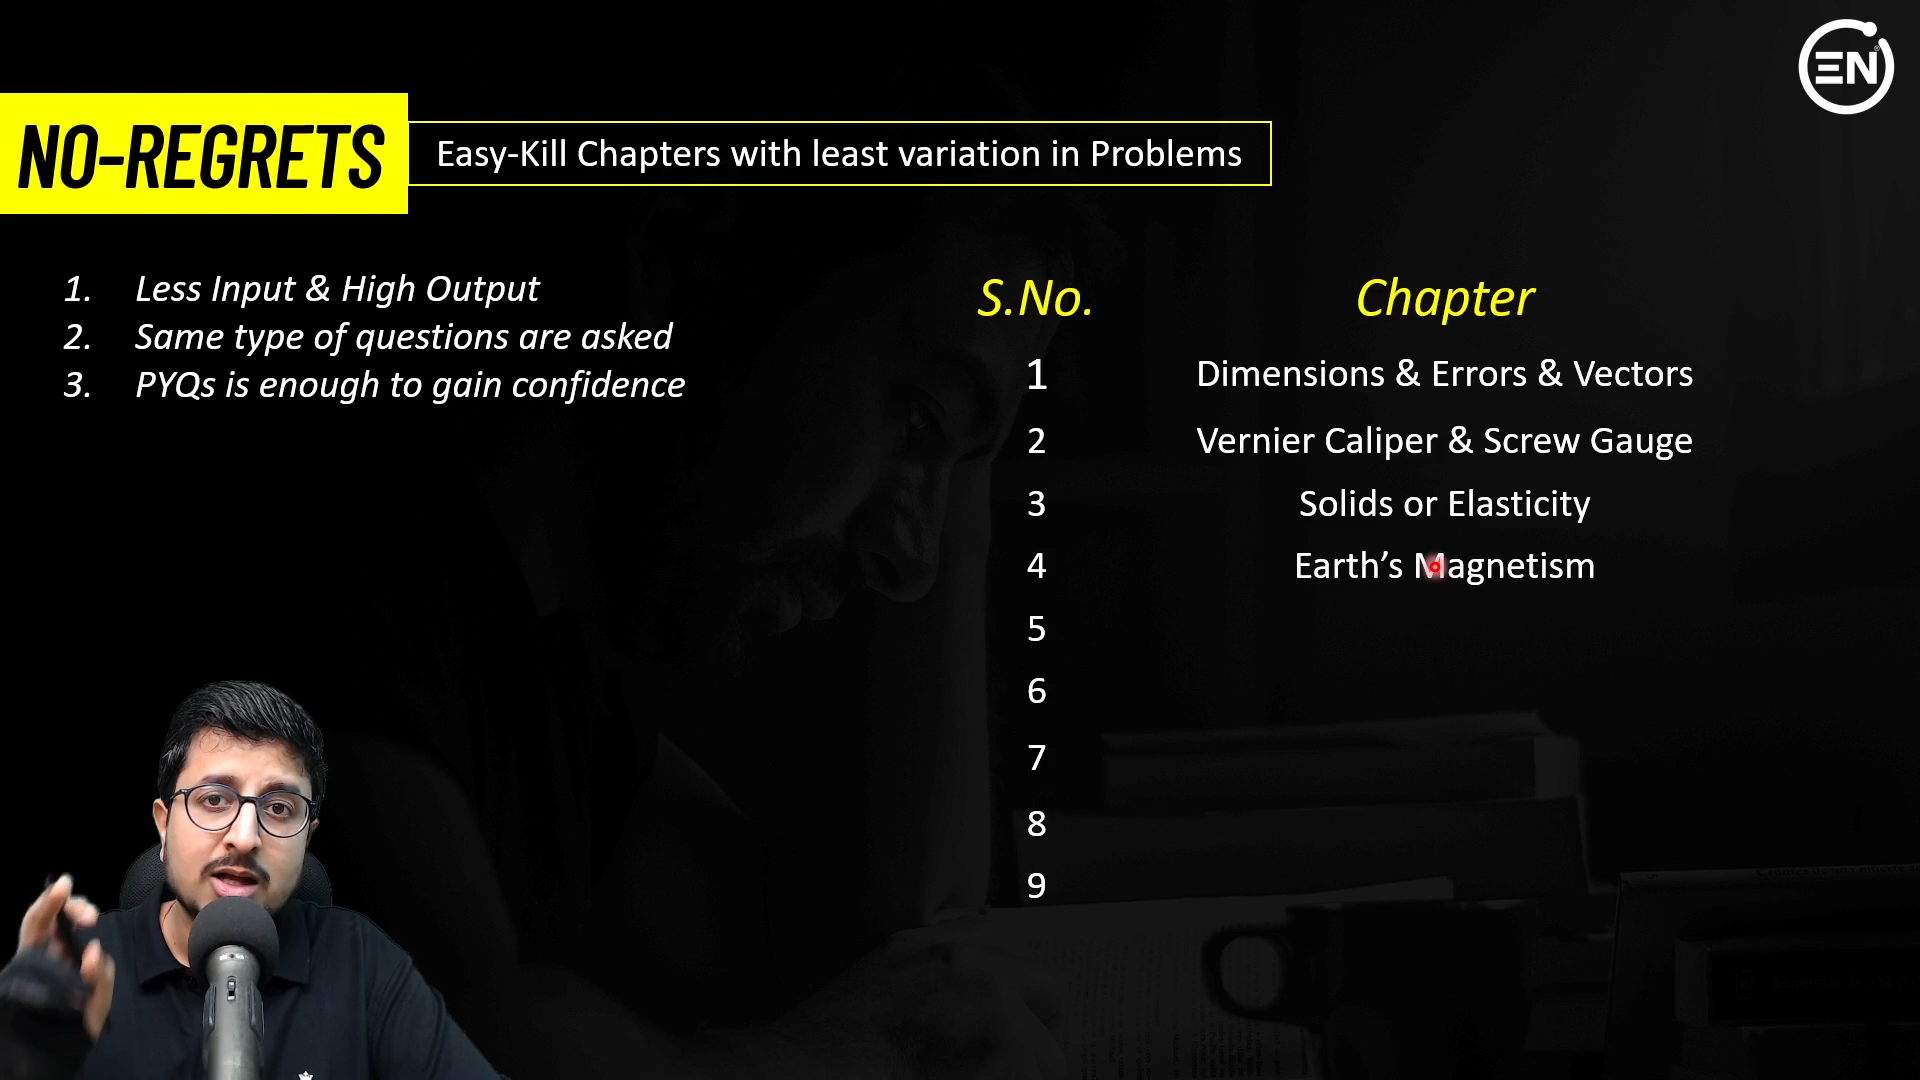 EN
NO-REGRETS
Easy-Kill Chapters with least variation in Problems
1. Less Input & High Output
2. Same type of questions are asked
3. PYQs is enough to gain confidence
S.No. Chapter
1 Dimensions & Errors & Vectors
2 Vernier Caliper & Screw Gauge
3 Solids or Elasticity
4 Earth’s Magnetism
5
6
7
8
9